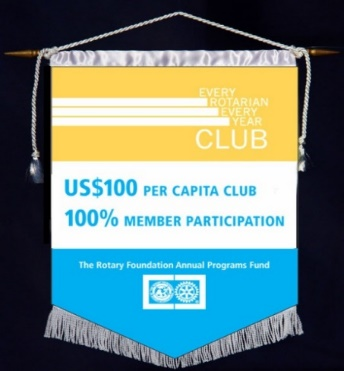 EVERY
ROTARIAN
EVERY
YEAR
CLUB
US$100 PER CAPITA CLUB
100% MEMBER PARTICIPATION
The Rotary Foundation Annual Programs Fund